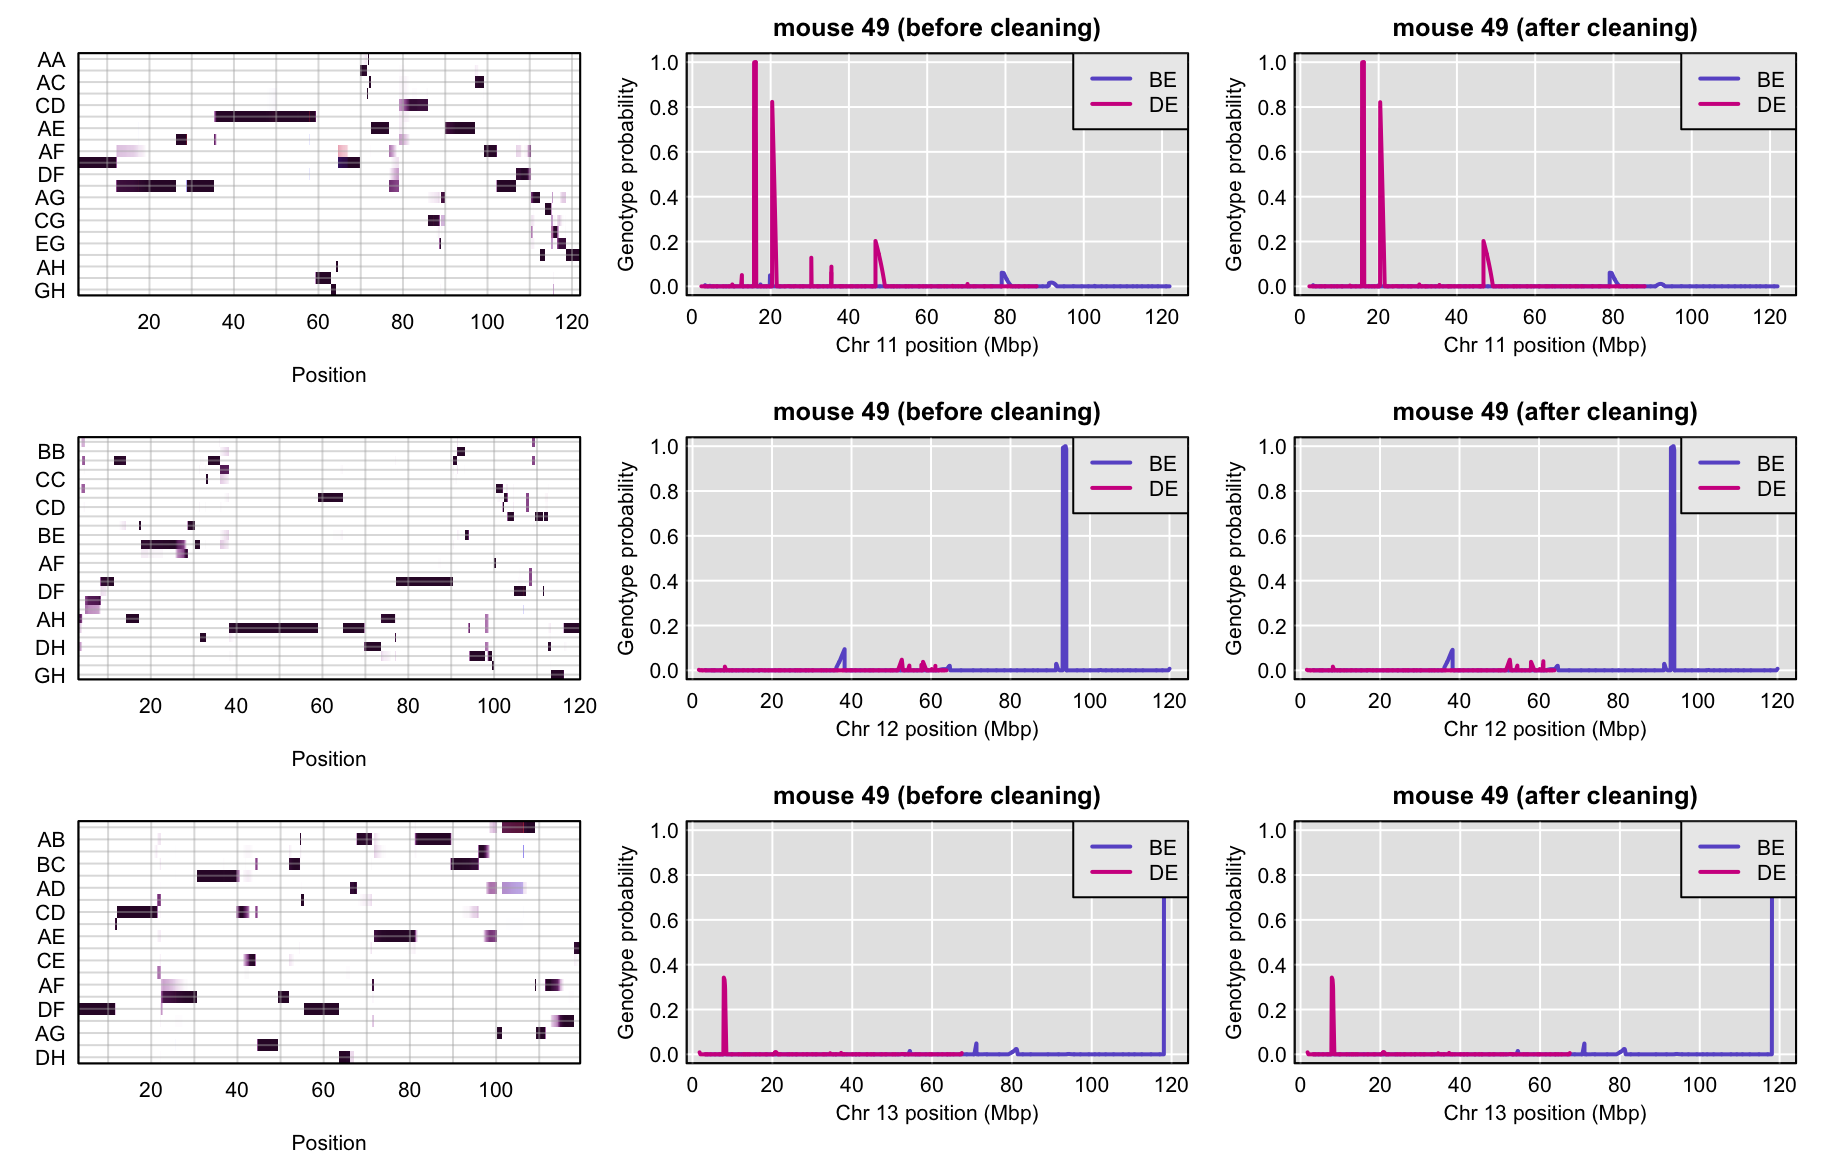 AA
AC
CD
AE
AF
DF
AG
CG
EG
AH
GH
20 40 60 80 100 120
Position
mouse 49 (before cleaning)
Genotype probability
1.0
0.8
0.6
0.4
0.2
0.0
BE
DE
0 20 40 60 80 100 120
Chr 11 position (Mbp)
mouse 49 (after cleaning)
Genotype probability
1.0
0.8
0.6
0.4
0.2
0.0
BE
DE
0 20 40 60 80 100 120
Chr 11 position (Mbp)
BB
CC
CD
BE
AF
DF
AH
DH
GH
20 40 60 80 100 120
Position
mouse 49 (before cleaning)
Genotype probability
1.0
0.8
0.6
0.4
0.2
0.0
BE
DE
0 20 40 60 80 100 120
Chr 12 position (Mbp)
mouse 49 (after cleaning)
Genotype probability
1.0
0.8
0.6
0.4
0.2
0.0
BE
DE
0 20 40 60 80 100 120
Chr 12 position (Mbp)
AB
BC
AD
CD
AE
CE
AF
DF
AG
DH
20 40 60 80 100
Position
mouse 49 (before cleaning)
Genotype probability
1.0
0.8
0.6
0.4
0.2
0.0
BE
DE
0 20 40 60 80 100 120
Chr 13 position (Mbp)
mouse 49 (after cleaning)
Genotype probability
1.0
0.8
0.6
0.4
0.2
0.0
BE
DE
0 20 40 60 80 100 120
Chr 13 position (Mbp)